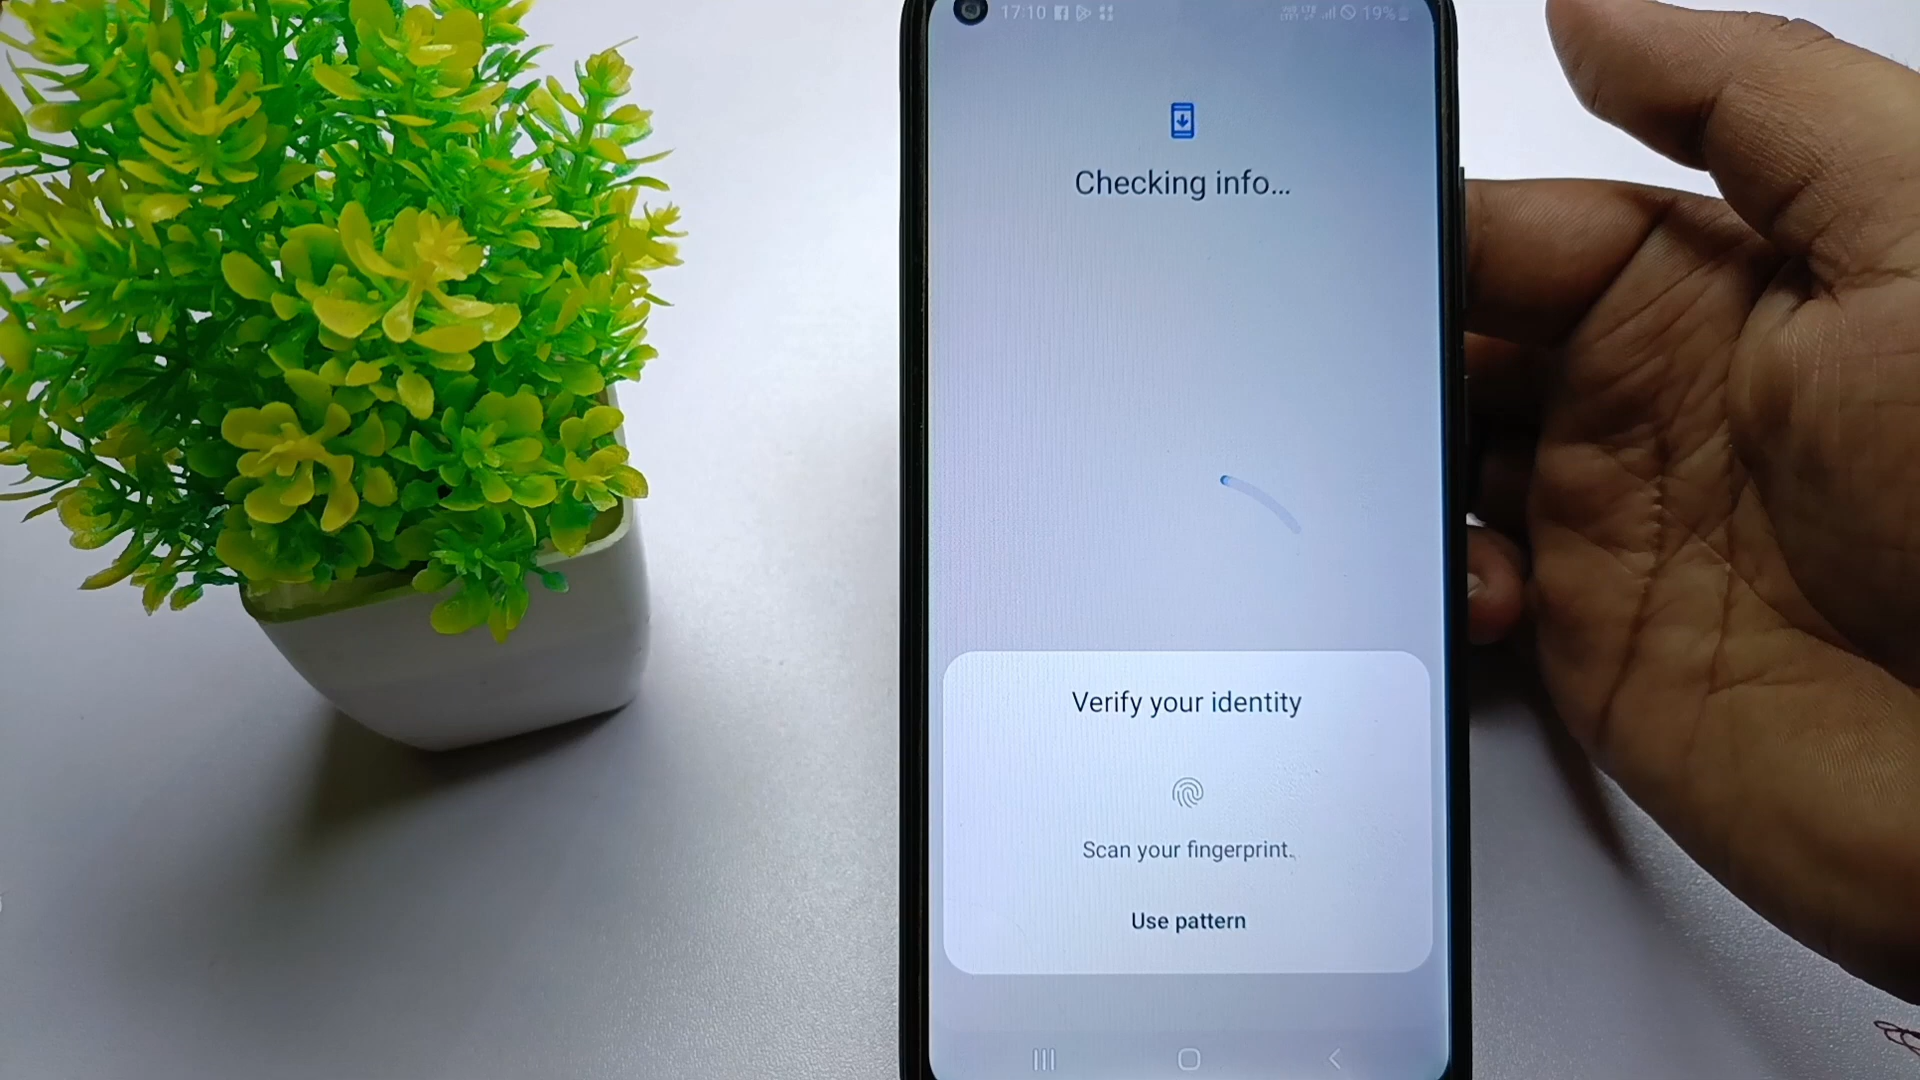 17:10 19%
Checking info...
Verify your identity
Scan your fingerprint.
Use pattern